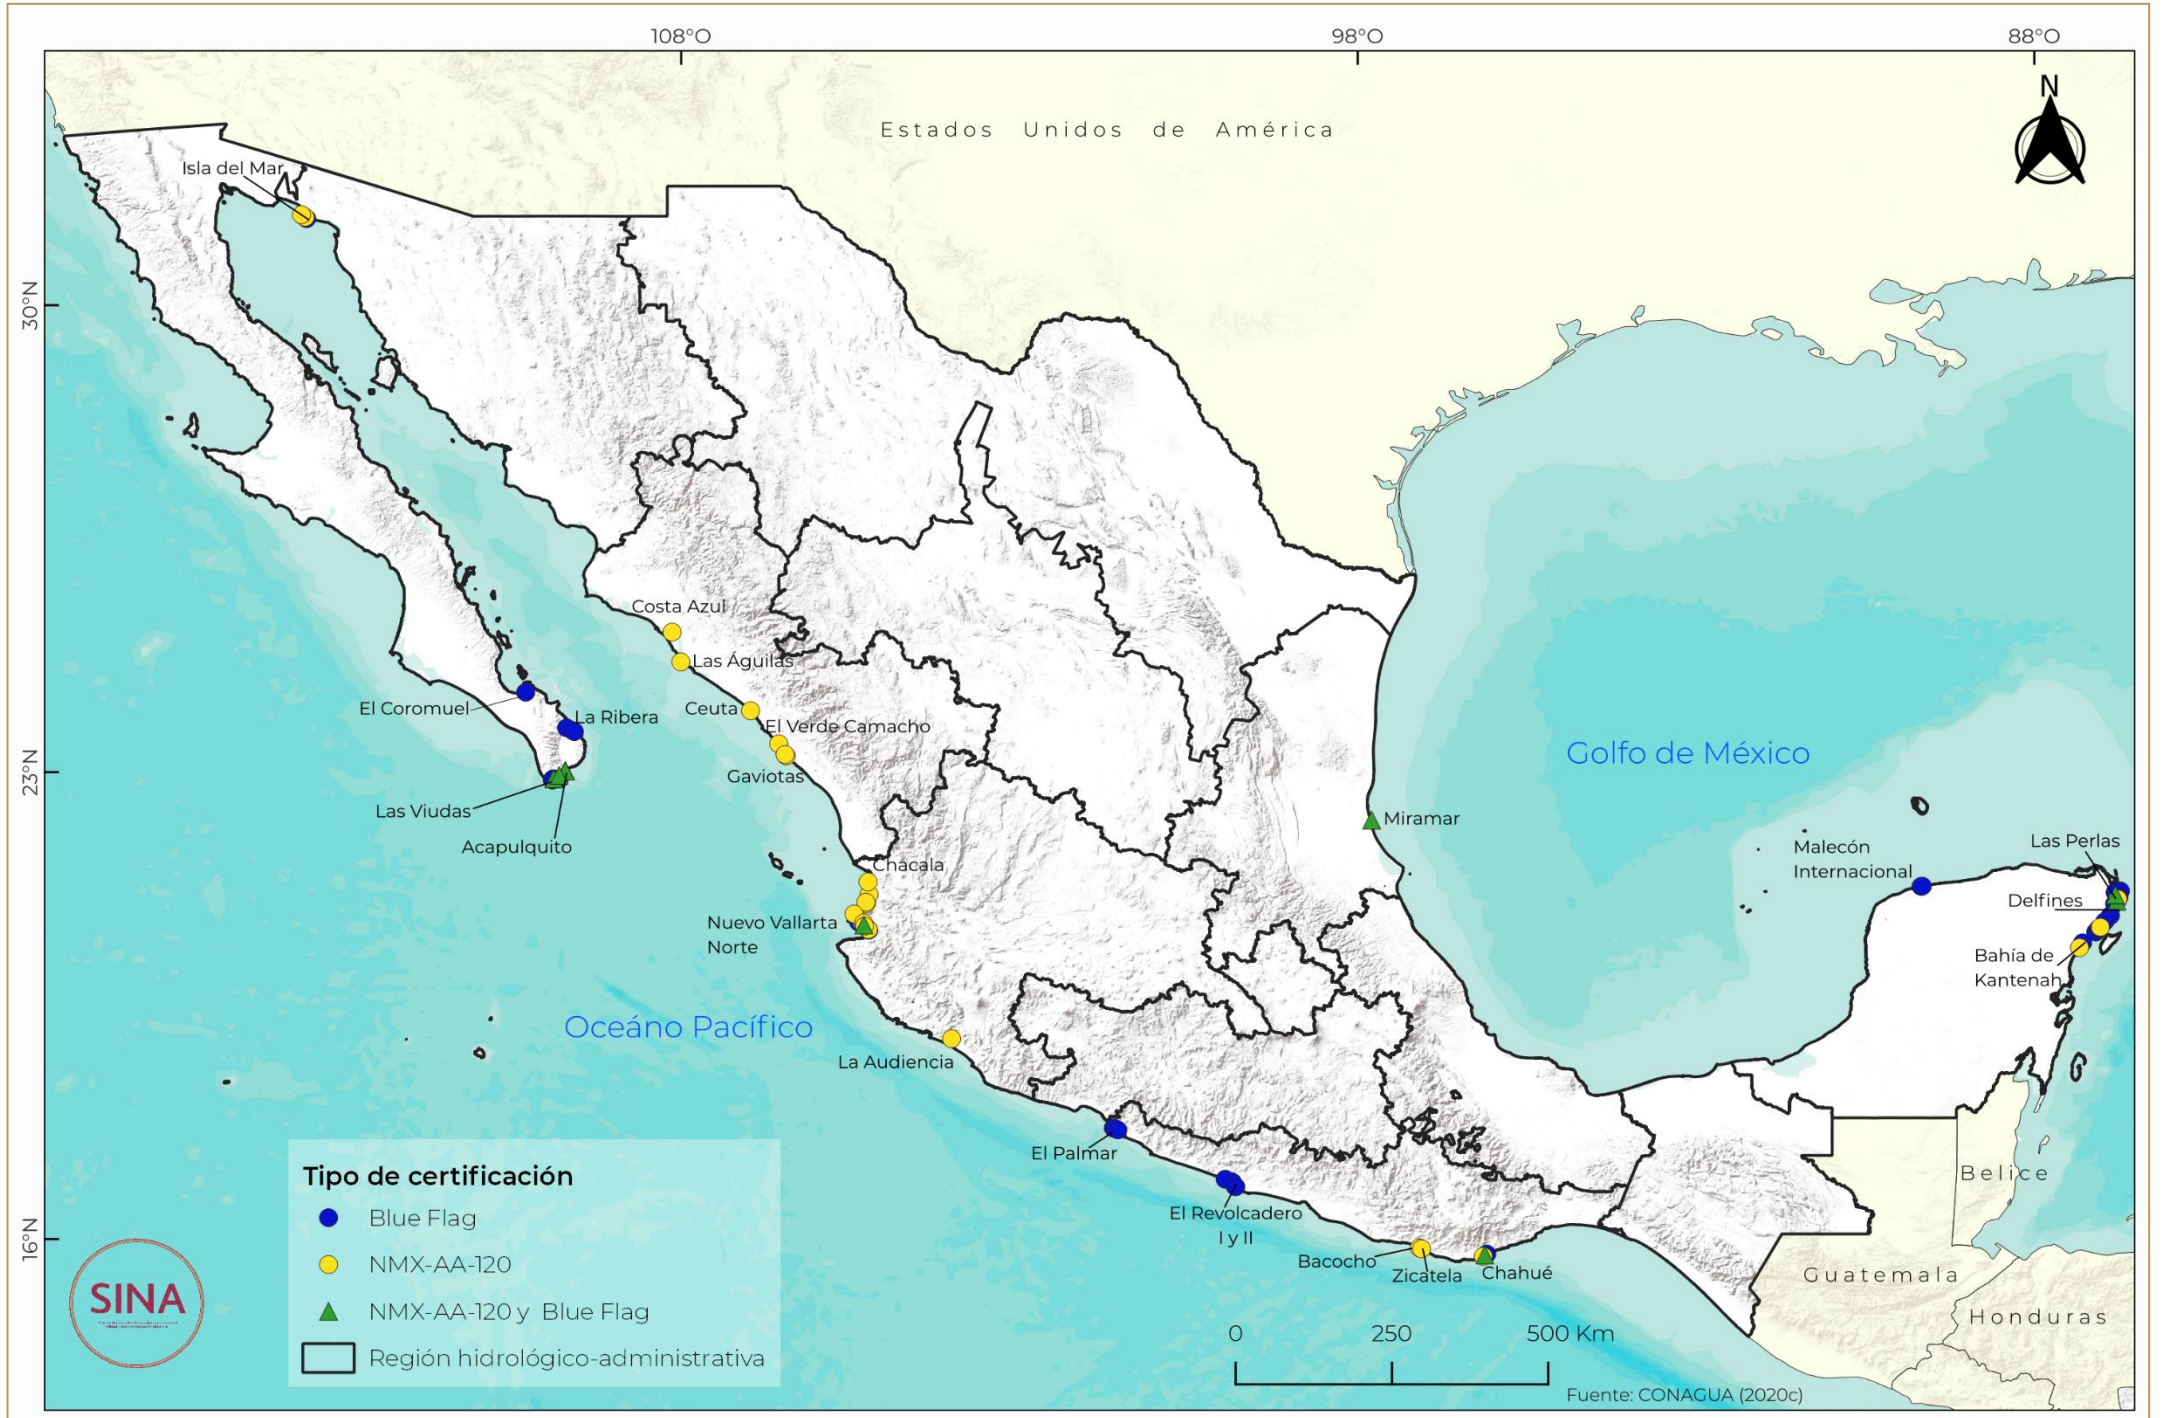 108°O
98°O
88°O
N
Estados Unidos de América
Isla del Mar
30°N
Costa Azul
Las Águilas
El Coromuel
La Ribera
Ceuta
El Verde Camacho
Golfo de México
23°N
Gaviotas
Las Viudas
Miramar
Acapulquito
Las Perlas
Malecón
Internacional
Chacala
Delfines
Nuevo Vallarta
Norte
Bahía de
Kantenah
Oceáno Pacífico
La Audiencia
El Palmar
Belice
Tipo de certificación
El Revolcadero
I y II
Blue Flag
16°N
Bacocho
Zicatela
Chahué
NMX-AA-120
Guatemala
SINA
NMX-AA-120 y Blue Flag
Honduras
0 250 500 Km
Región hidrológico-administrativa
Fuente: CONAGUA (2020c)